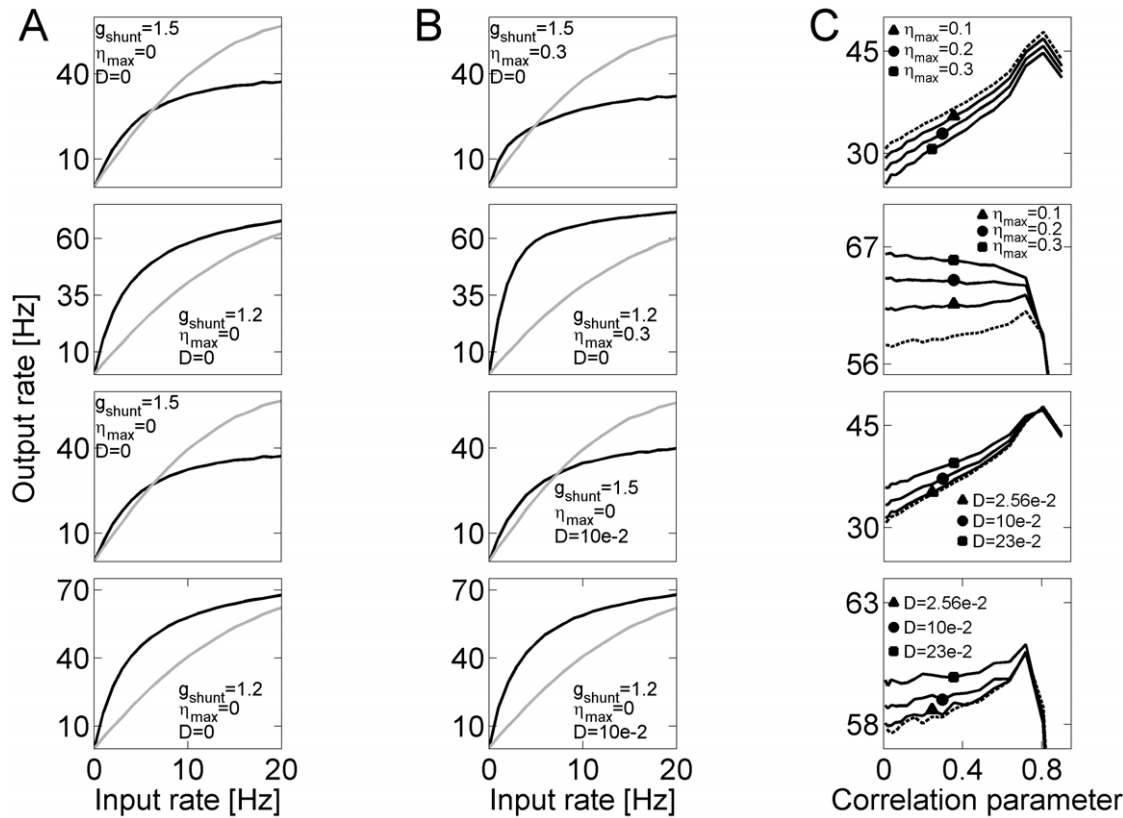 A
B
C
Output rate [Hz]
g_shunt=1.5
η_max=0
D=0
40
10
g_shunt=1.5
η_max=0.3
D=0
40
10
η_max=0.1
η_max=0.2
η_max=0.3
45
30
60
35
10
g_shunt=1.2
η_max=0
D=0
60
35
10
g_shunt=1.2
η_max=0.3
D=0
67
56
η_max=0.1
η_max=0.2
η_max=0.3
g_shunt=1.5
η_max=0
D=0
40
10
40
10
g_shunt=1.5
η_max=0
D=10e-2
45
30
D=2.56e-2
D=10e-2
D=23e-2
70
40
10
g_shunt=1.2
η_max=0
D=0
0 10 20
Input rate [Hz]
70
40
10
g_shunt=1.2
η_max=0
D=10e-2
0 10 20
Input rate [Hz]
63
58
D=2.56e-2
D=10e-2
D=23e-2
0 0.4 0.8
Correlation parameter